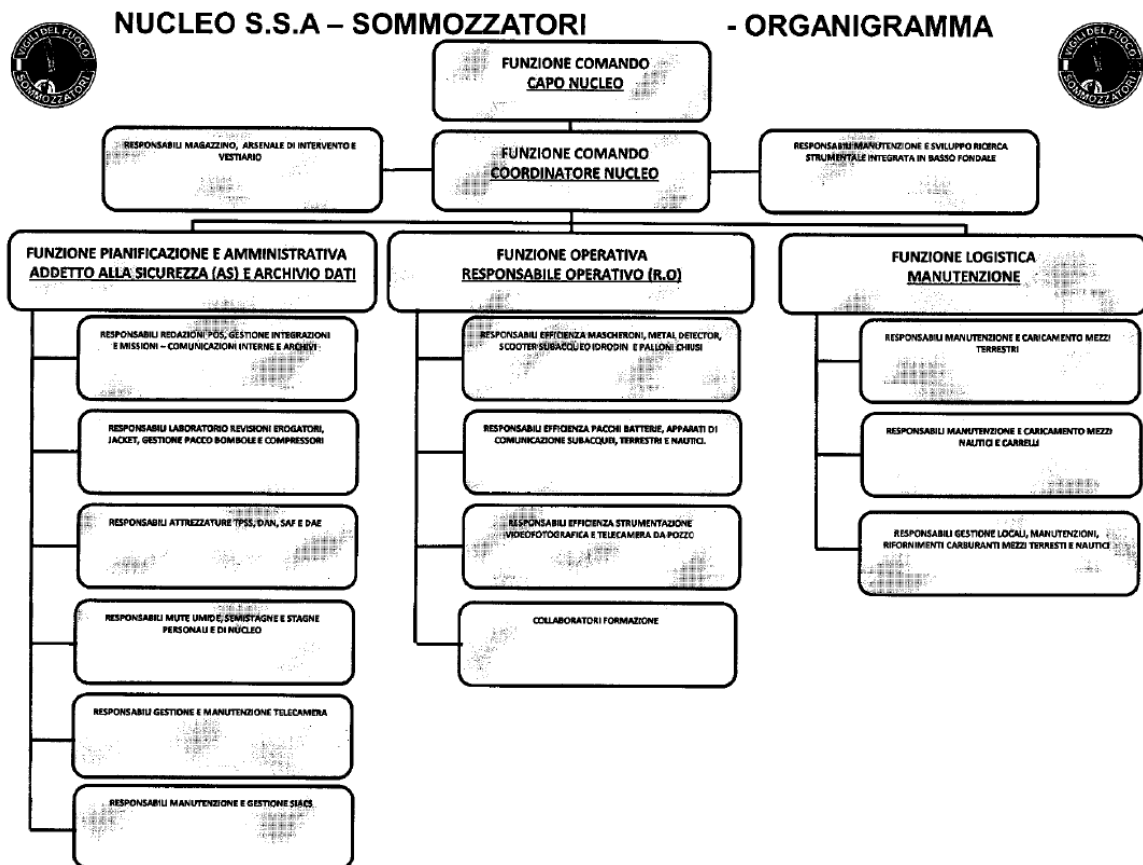 NUCLEO S.S.A – SOMMOZZATORI - ORGANIGRAMMA
VIGILI DEL FUOCO
SOMMOZZATORI
VIGILI DEL FUOCO
SOMMOZZATORI
FUNZIONE COMANDO
CAPO NUCLEO
RESPONSABILI MAGAZZINO, ARSENALE DI INTERVENTO E
VESTIARIO
FUNZIONE COMANDO
COORDINATORE NUCLEO
RESPONSABILI MANUTENZIONE E SVILUPPO RICERCA
STRUMENTALE INTEGRATA IN BASSO FONDALE
FUNZIONE PIANIFICAZIONE E AMMINISTRATIVA
ADDETTO ALLA SICUREZZA (AS) E ARCHIVIO DATI
RESPONSABILI REDAZIONI POS, GESTIONE INTEGRAZIONI
E MISSIONI – COMUNICAZIONI INTERNE E ARCHIVI
RESPONSABILI LABORATORIO REVISIONI EROGATORI,
JACKET, GESTIONE PACCO BOMBOLE E COMPRESSORI
RESPONSABILI ATTREZZATURE TPSS, DAN, SAF E DAE
RESPONSABILI MUTE UMIDE, SEMISTAGNE E STAGNE
PERSONALI E DI NUCLEO
RESPONSABILI GESTIONE E MANUTENZIONE TELECAMERA
RESPONSABILI MANUTENZIONE E GESTIONE SIACS
FUNZIONE OPERATIVA
RESPONSABILE OPERATIVO (R.O)
RESPONSABILI EFFICIENZA MASCHERONI, METAL DETECTOR,
SCOOTER SUBACQUEO IDRODIN E PALLONI CHIUSI
RESPONSABILI EFFICIENZA PACCHI BATTERIE, APPARATI DI
COMUNICAZIONE SUBACQUEI, TERRESTRI E NAUTICI.
RESPONSABILI EFFICIENZA STRUMENTAZIONE
VIDEOFOTOGRAFICA E TELECAMERA DA POZZO
COLLABORATORI FORMAZIONE
FUNZIONE LOGISTICA
MANUTENZIONE
RESPONSABILI MANUTENZIONE E CARICAMENTO MEZZI
TERRESTRI
RESPONSABILI MANUTENZIONE E CARICAMENTO MEZZI
NAUTICI E CARRELLI
RESPONSABILI GESTIONE LOCALI, MANUTENZIONI,
RIFORNIMENTI CARBURANTI MEZZI TERRESTI E NAUTICI